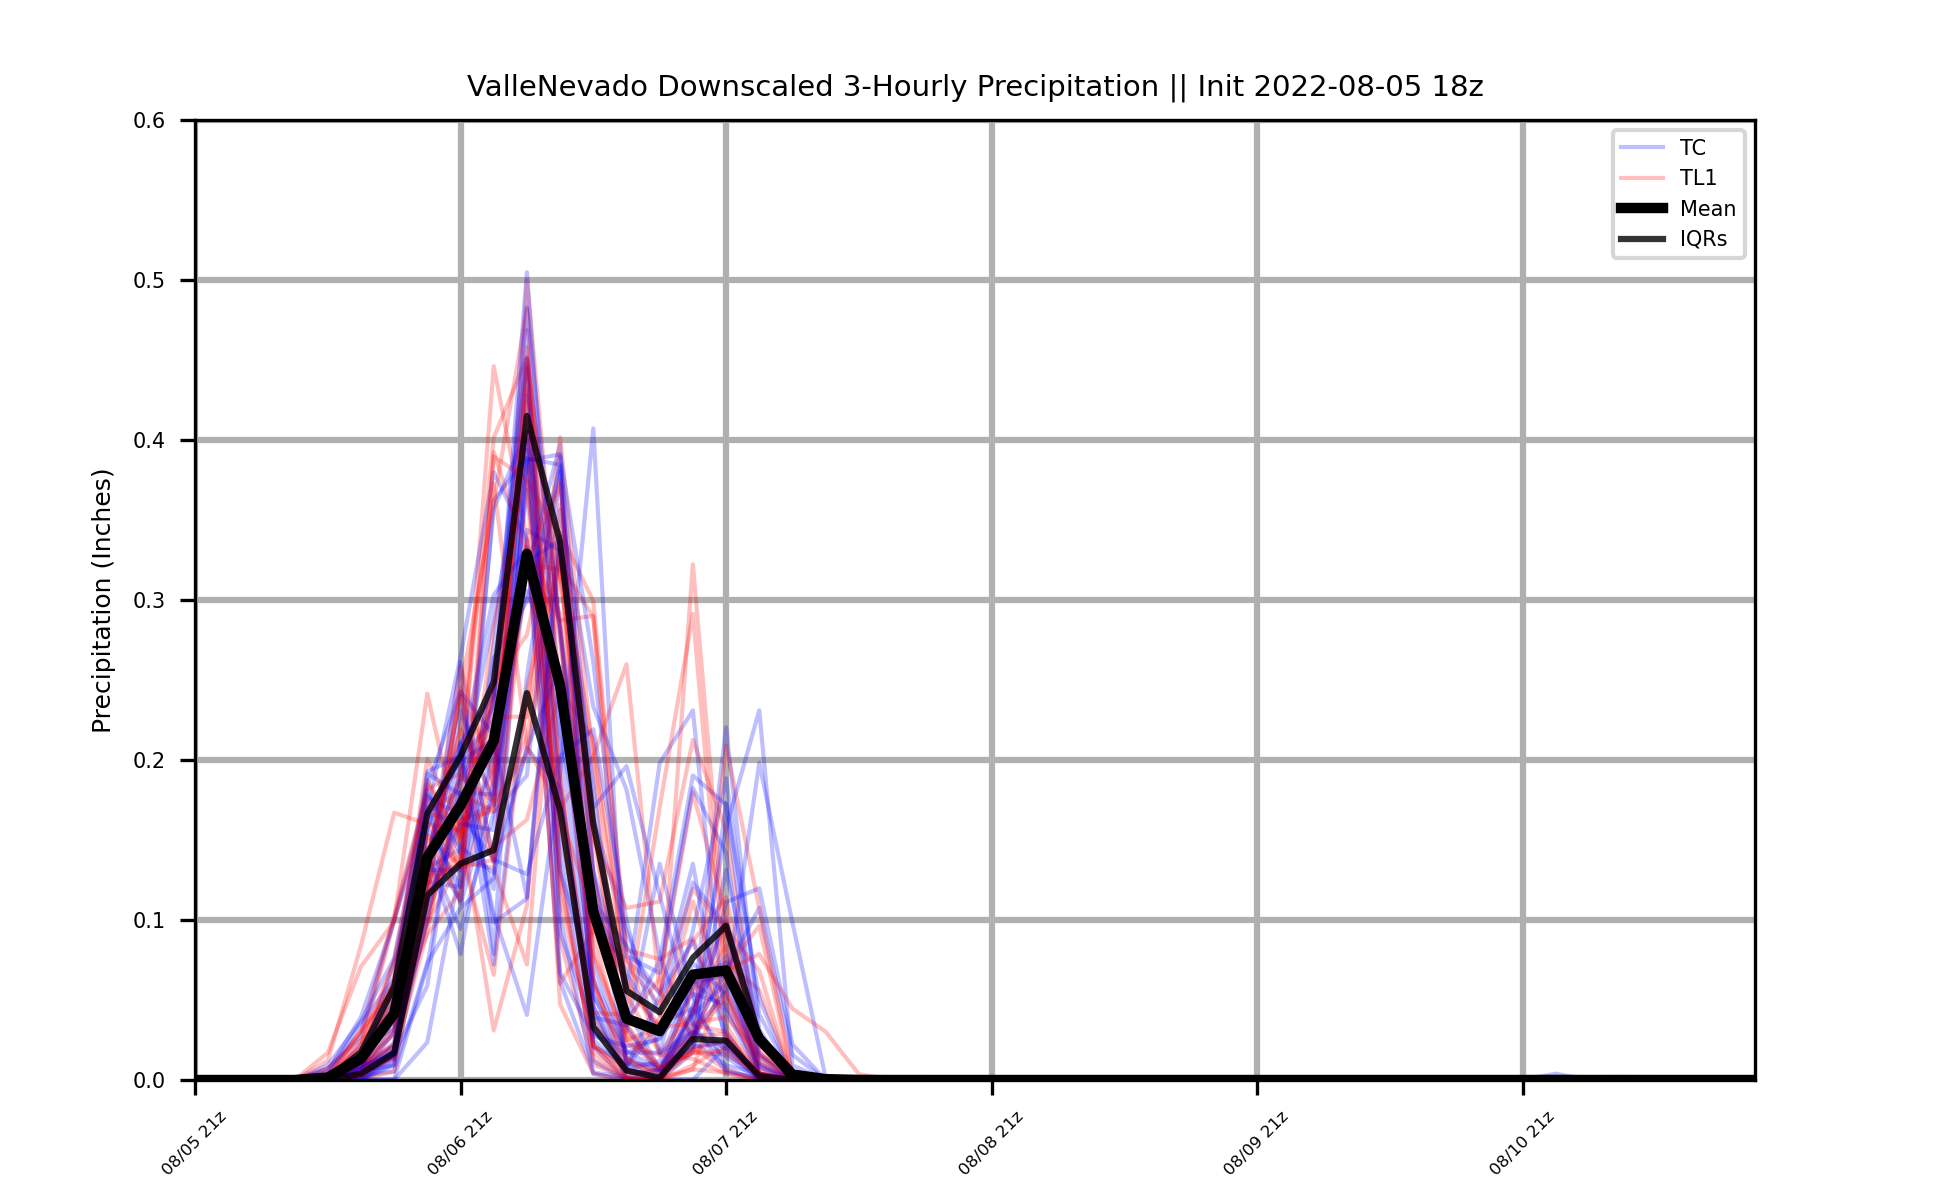 ValleNevado Downscaled 3-Hourly Precipitation || Init 2022-08-05 18z
Precipitation (Inches)
0.6
0.5
0.4
0.3
0.2
0.1
0.0
TC
TL1
Mean
IQRs
08/05 21z
08/06 21z
08/07 21z
08/08 21z
08/09 21z
08/10 21z